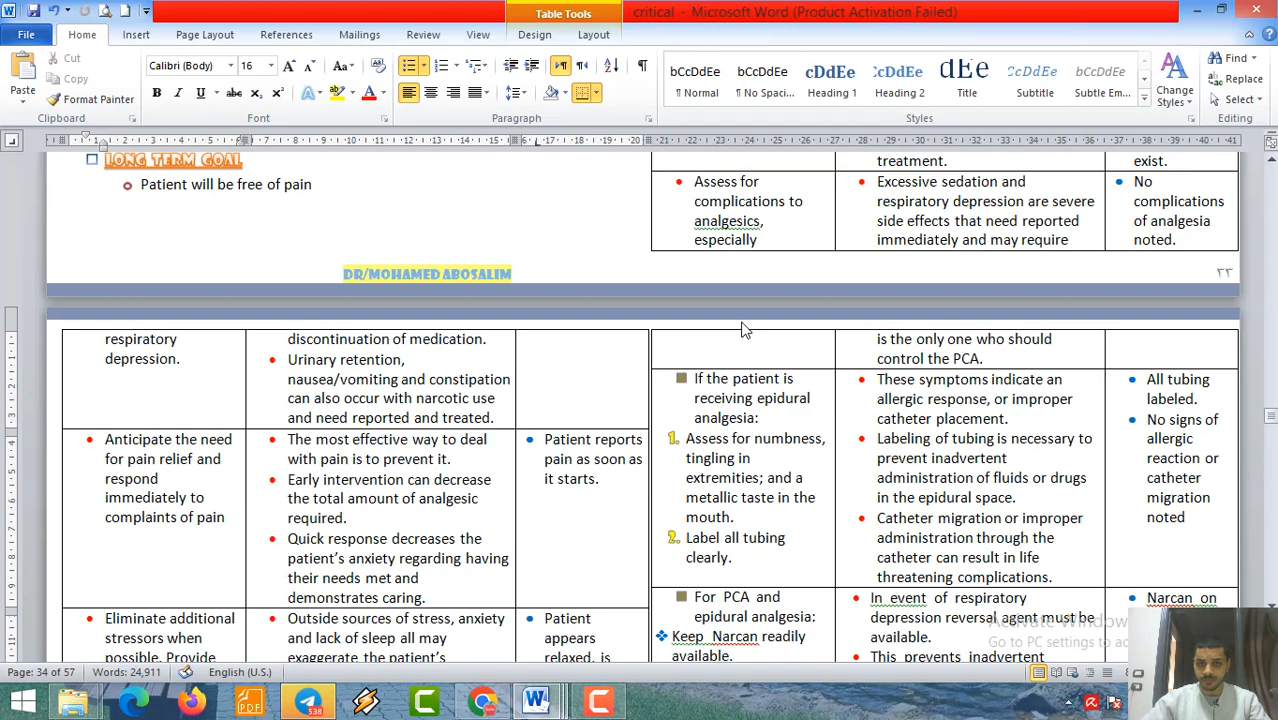 critical - Microsoft Word (Product Activation Failed)
Table Tools
File Home Insert Page Layout References Mailings Review View Design Layout
Cut
Copy
Format Painter
Paste
Clipboard
Calibri (Body) 16
Font
Paragraph
bCcDdEe bCcDdEe cDdEe bCcDdEe dEe CcDdEe bCcDdEe
¶ Normal ¶ No Spaci... Heading 1 Heading 2 Title Subtitle Subtle Em...
Change Styles
Styles
Find
Replace
Select
Editing
LONG TERM GOAL
Patient will be free of pain
treatment.
exist.
Assess for
complications to
analgesics,
especially
Excessive sedation and
respiratory depression are severe
side effects that need reported
immediately and may require
No
complications
of analgesia
noted.
DR/MOHAMED ABOSALIM
٢٣
respiratory
depression.
discontinuation of medication.
Urinary retention,
nausea/vomiting and constipation
can also occur with narcotic use
and need reported and treated.
Anticipate the need
for pain relief and
respond
immediately to
complaints of pain
The most effective way to deal
with pain is to prevent it.
Early intervention can decrease
the total amount of analgesic
required.
Quick response decreases the
patient's anxiety regarding having
their needs met and
demonstrates caring.
Patient reports
pain as soon as
it starts.
Eliminate additional
stressors when
possible. Provide
Outside sources of stress, anxiety
and lack of sleep all may
exaggerate the patient's
Patient
appears
relaxed, is
is the only one who should
control the PCA.
If the patient is
receiving epidural
analgesia:
1. Assess for numbness,
tingling in
extremities; and a
metallic taste in the
mouth.
2. Label all tubing
clearly.
These symptoms indicate an
allergic response, or improper
catheter placement.
Labeling of tubing is necessary to
prevent inadvertent
administration of fluids or drugs
in the epidural space.
Catheter migration or improper
administration through the
catheter can result in life
threatening complications.
All tubing
labeled.
No signs of
allergic
reaction or
catheter
migration
noted
For PCA and
epidural analgesia:
Keep Narcan readily
available.
In event of respiratory
depression reversal agent must be
available.
This prevents inadvertent
Narcan on
Activate Windows
Go to PC settings to
Page: 34 of 57 Words: 24,911 English (U.S.)
PDF
538